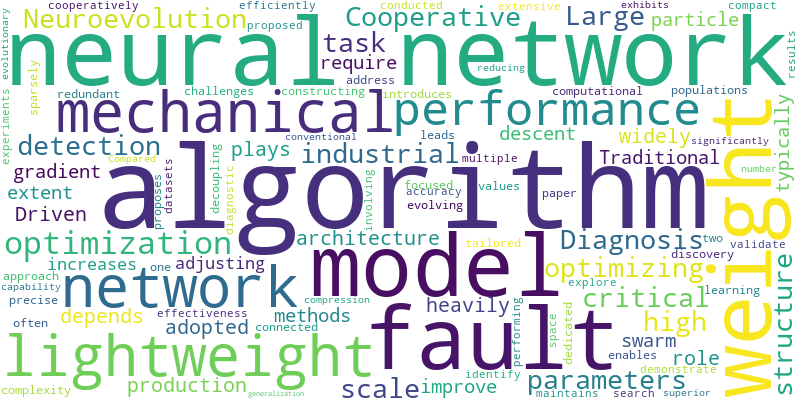 cooperatively efficiently conducted extensive exhibits compact
Neuroevolution proposed Cooperative Large particle
evolutionary neural network results
task require address reducing
sparsely redundant challenges constructing introduces computational populations
mechanical performance
experiments conventional leads descent widely significantly
detection plays industrial multiple Traditional typically
Compared algorithm weight
gradient proposes datasets decoupling diagnostic involving focused accuracy values paper number
extent Driven evolving
optimization architecture tailored Diagnosis two validate
increases adjusting model optimizing discovery
approach one network explore learning
capability precise methods heavily critical structure
depends often effectiveness compression fault high
adopted connected performing space dedicated swarm
lightweight enables role
demonstrate
production scale improve identify parameters
complexity generalization maintains search superior